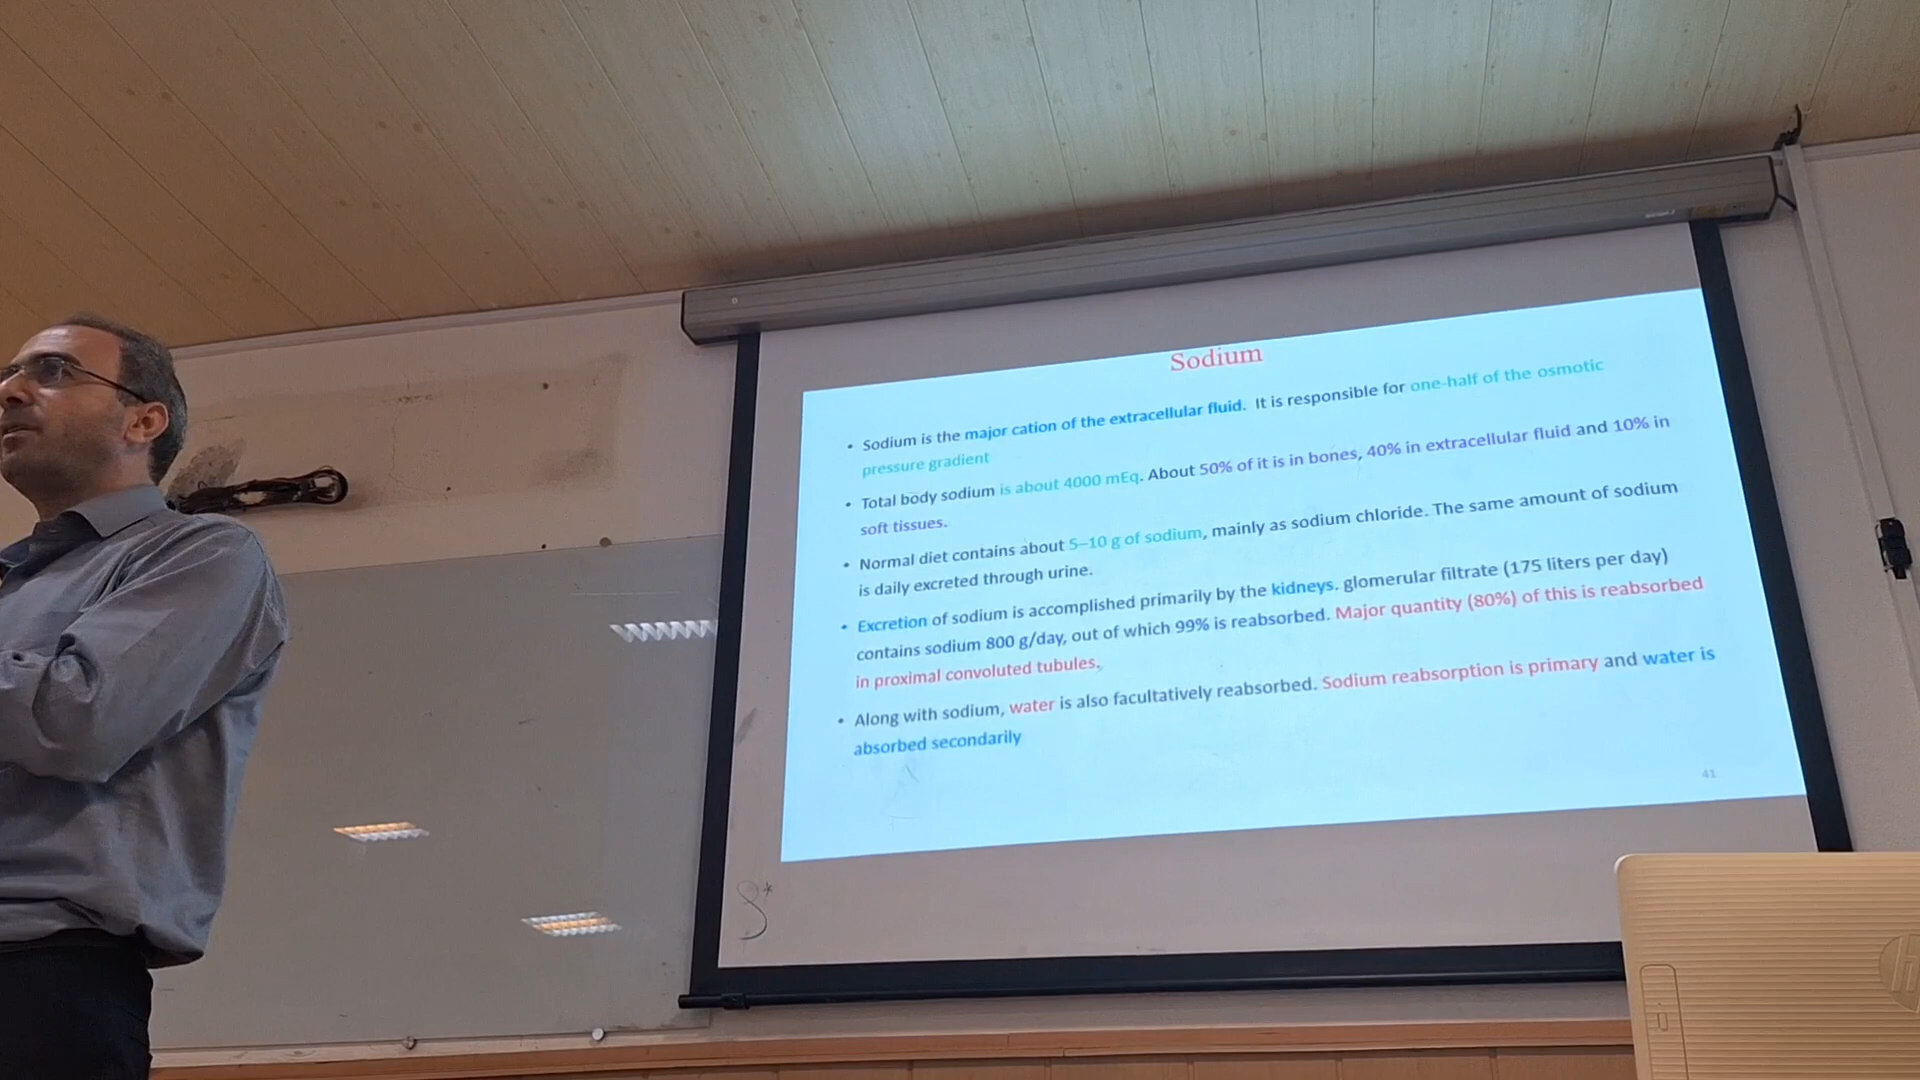 Sodium
• Sodium is the major cation of the extracellular fluid. It is responsible for one-half of the osmotic
pressure gradient
• Total body sodium is about 4000 mEq. About 50% of it is in bones, 40% in extracellular fluid and 10% in
soft tissues.
• Normal diet contains about 5–10 g of sodium, mainly as sodium chloride. The same amount of sodium
is daily excreted through urine.
• Excretion of sodium is accomplished primarily by the kidneys. glomerular filtrate (175 liters per day)
contains sodium 800 g/day, out of which 99% is reabsorbed. Major quantity (80%) of this is reabsorbed
in proximal convoluted tubules.
• Along with sodium, water is also facultatively reabsorbed. Sodium reabsorption is primary and water is
absorbed secondarily
41